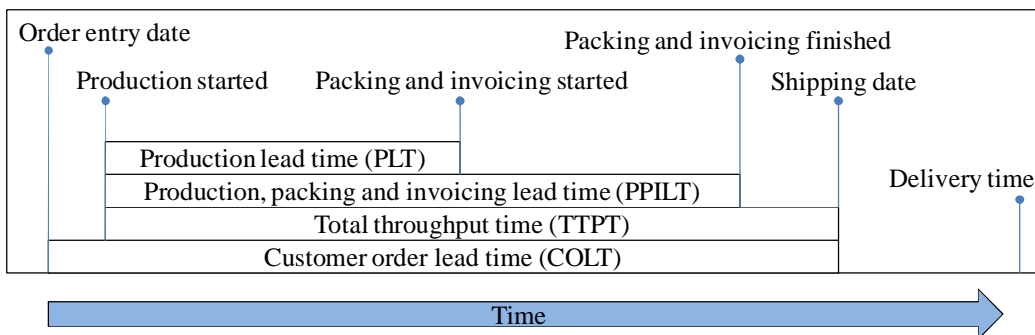 Order entry date
Packing and invoicing finished
Production started
Packing and invoicing started
Shipping date
Production lead time (PLT)
Production, packing and invoicing lead time (PPILT)
Delivery time
Total throughput time (TTPT)
Customer order lead time (COLT)
Time